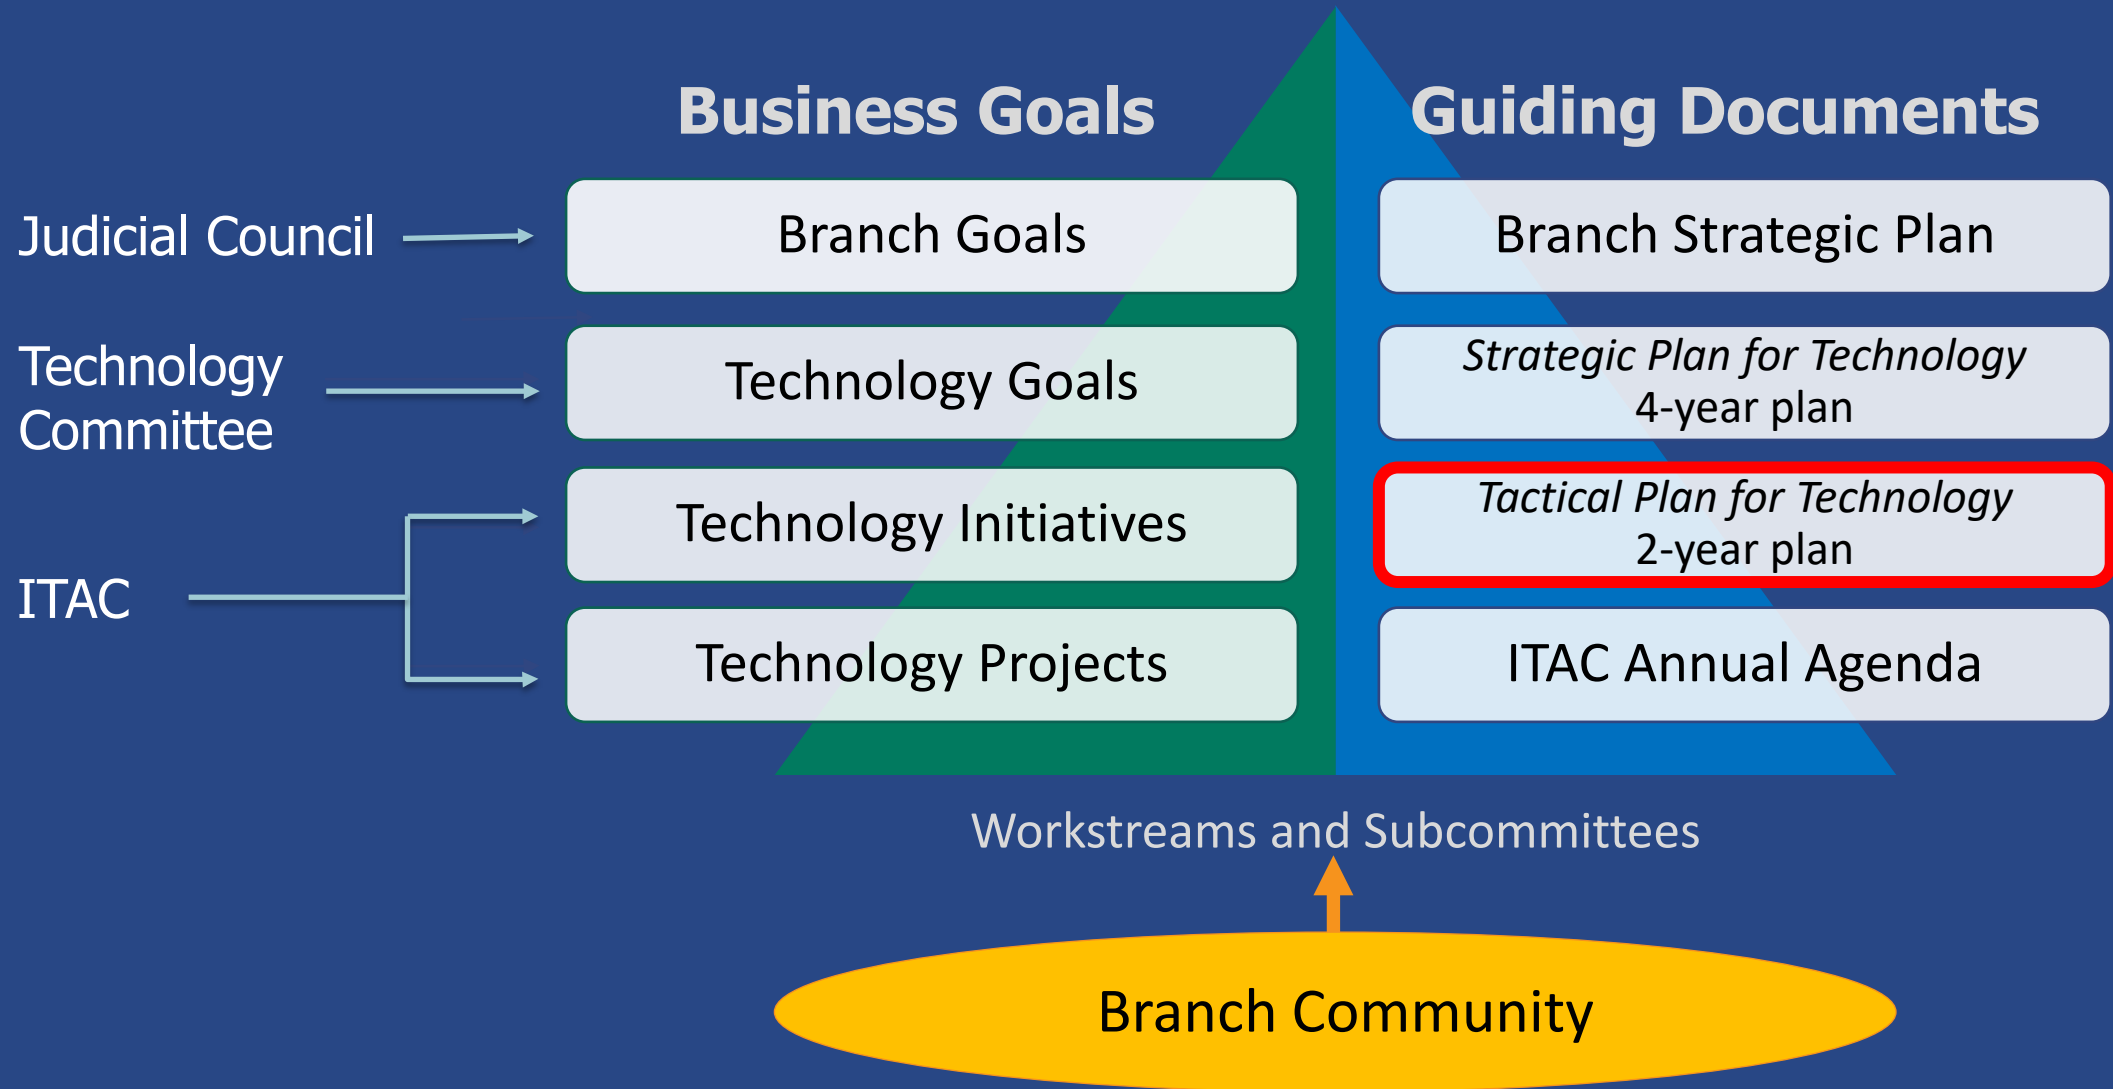 Business Goals
Guiding Documents
Judicial Council
Branch Goals
Branch Strategic Plan
Technology
Committee
Technology Goals
Strategic Plan for Technology
4-year plan
Technology Initiatives
Tactical Plan for Technology
2-year plan
ITAC
Technology Projects
ITAC Annual Agenda
Workstreams and Subcommittees
Branch Community